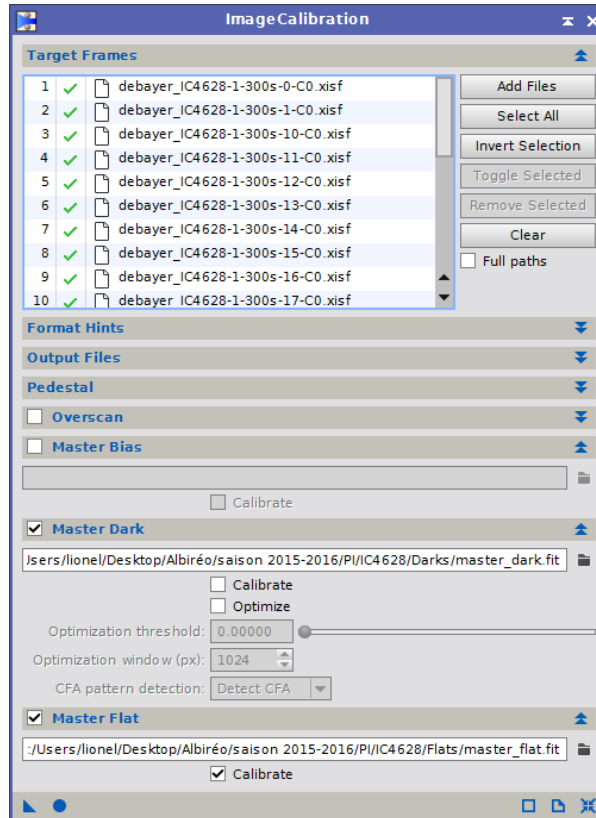 ImageCalibration
Target Frames
1 debayer_IC4628-1-300s-0-C0.xisf
2 debayer_IC4628-1-300s-1-C0.xisf
3 debayer_IC4628-1-300s-10-C0.xisf
4 debayer_IC4628-1-300s-11-C0.xisf
5 debayer_IC4628-1-300s-12-C0.xisf
6 debayer_IC4628-1-300s-13-C0.xisf
7 debayer_IC4628-1-300s-14-C0.xisf
8 debayer_IC4628-1-300s-15-C0.xisf
9 debayer_IC4628-1-300s-16-C0.xisf
10 debayer_IC4628-1-300s-17-C0.xisf
Add Files
Select All
Invert Selection
Toggle Selected
Remove Selected
Clear
Full paths
Format Hints
Output Files
Pedestal
Overscan
Master Bias
Calibrate
Master Dark
Jsers/lionel/Desktop/Albiréo/saison 2015-2016/PI/IC4628/Darks/master_dark.fit
Calibrate
Optimize
Optimization threshold: 0.00000
Optimization window (px): 1024
CFA pattern detection: Detect CFA
Master Flat
:/Users/lionel/Desktop/Albiréo/saison 2015-2016/PI/IC4628/Flats/master_flat.fit
Calibrate